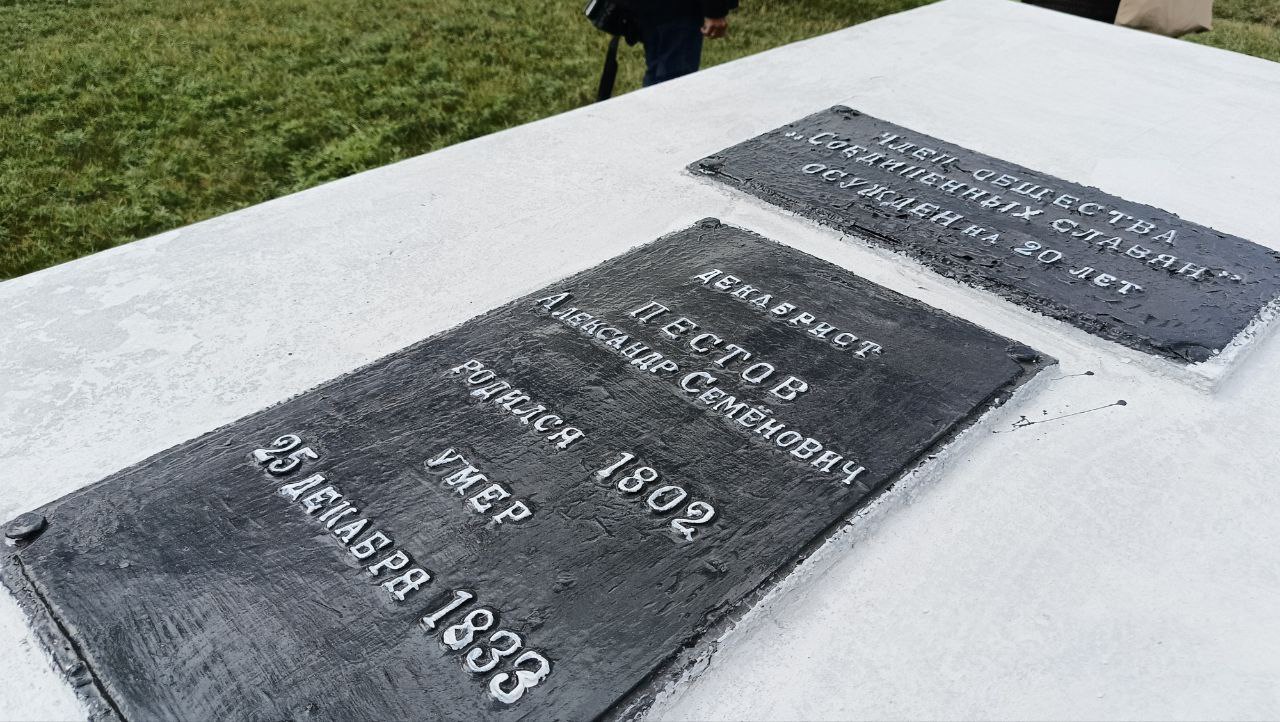 Член общества
„Соединенных Славян”
осужден на 20 лет
декабрист
ПЕСТОВ
Александр Семёнович
родился 1802
умер
25 декабря 1833